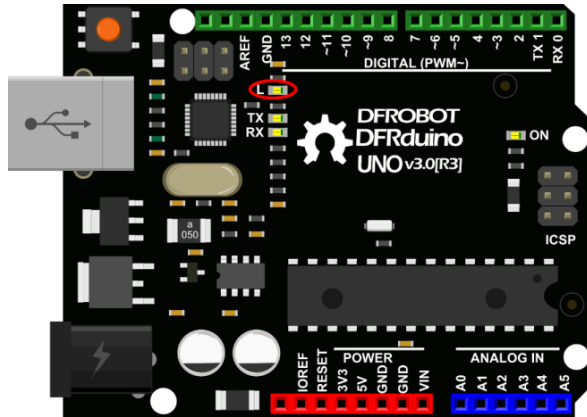 AREF
GND
13
12
~11
~10
~9
8
7
~6
~5
4
~3
2
TX 1
RX 0
DIGITAL (PWM~)
L
TX
RX
DFROBOT
DFRduino
UNO v3.0[R3]
ON
ICSP
a
050
POWER
ANALOG IN
IOREF
RESET
3V3
5V
GND
GND
VIN
A0
A1
A2
A3
A4
A5